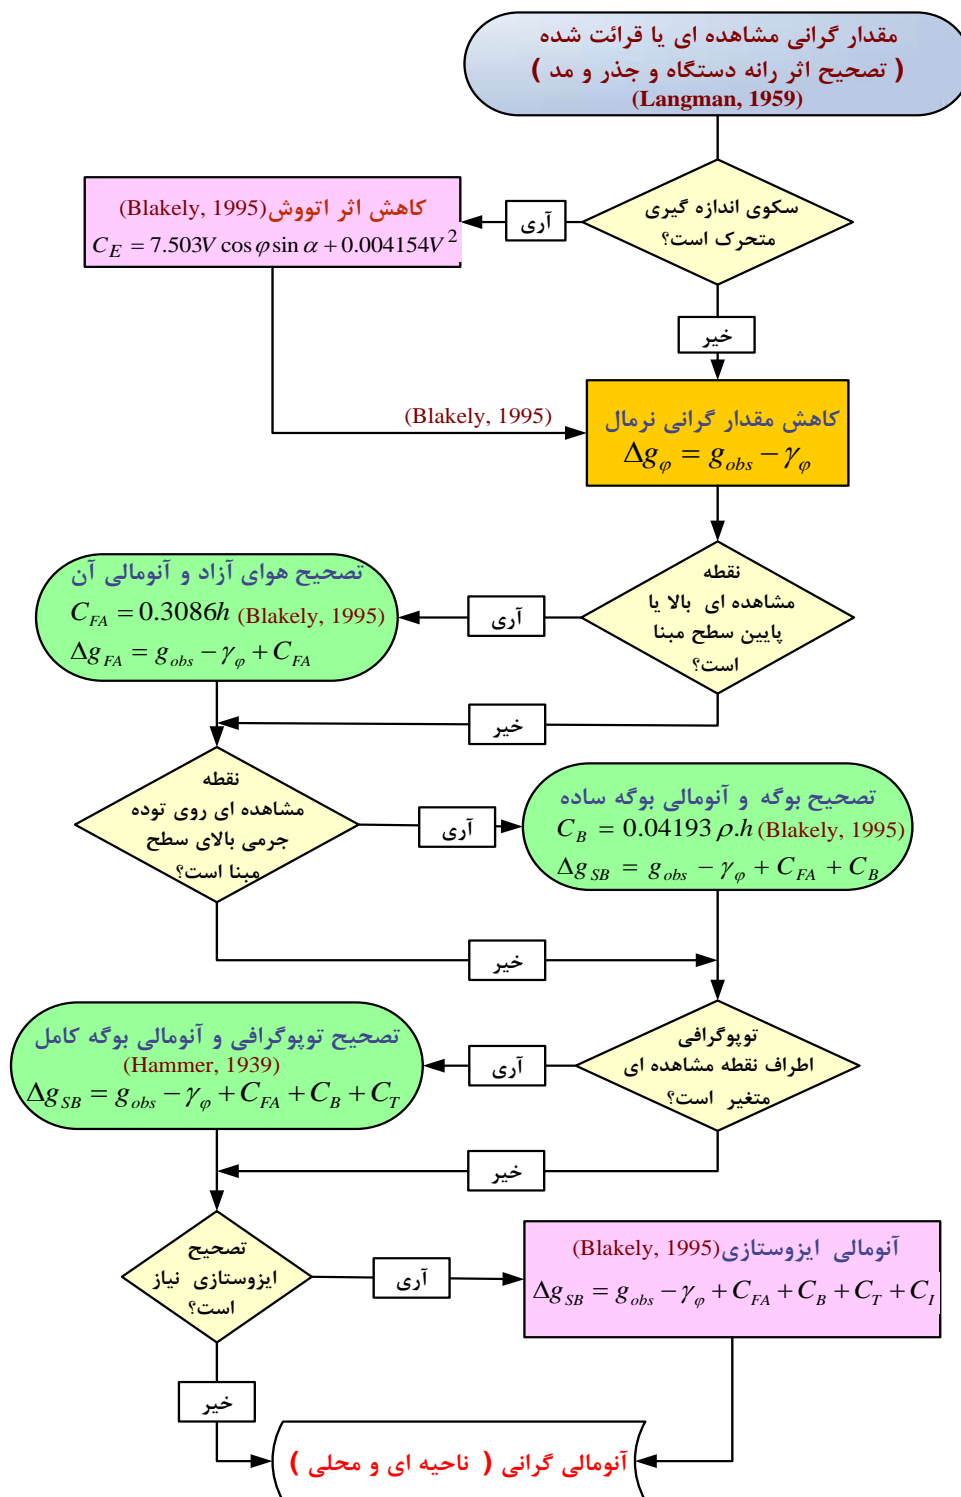 مقدار گرانی مشاهده ای یا قرائت شده
( تصحیح اثر رانه دستگاه و جذر و مد )
(Langman, 1959)
سکوی اندازه گیری
متحرک است؟
آری
کاهش اثر اتووش(Blakely, 1995)
C_E = 7.503V cos φ sin α + 0.004154V^2
خیر
(Blakely, 1995)
کاهش مقدار گرانی نرمال
Δg_φ = g_obs − γ_φ
نقطه
مشاهده ای بالا یا
پایین سطح مبنا
است؟
آری
تصحیح هوای آزاد و آنومالی آن
C_FA = 0.3086h (Blakely, 1995)
Δg_FA = g_obs − γ_φ + C_FA
خیر
نقطه
مشاهده ای روی توده
جرمی بالای سطح
مبنا است؟
آری
تصحیح بوگه و آنومالی بوگه ساده
C_B = 0.04193 ρ.h (Blakely, 1995)
Δg_SB = g_obs − γ_φ + C_FA + C_B
خیر
توپوگرافی
اطراف نقطه مشاهده ای
متغیر است؟
آری
تصحیح توپوگرافی و آنومالی بوگه کامل
(Hammer, 1939)
Δg_SB = g_obs − γ_φ + C_FA + C_B + C_T
خیر
تصحیح
ایزوستازی نیاز
است؟
آری
آنومالی ایزوستازی(Blakely, 1995)
Δg_SB = g_obs − γ_φ + C_FA + C_B + C_T + C_I
خیر
آنومالی گرانی ( ناحیه ای و محلی )